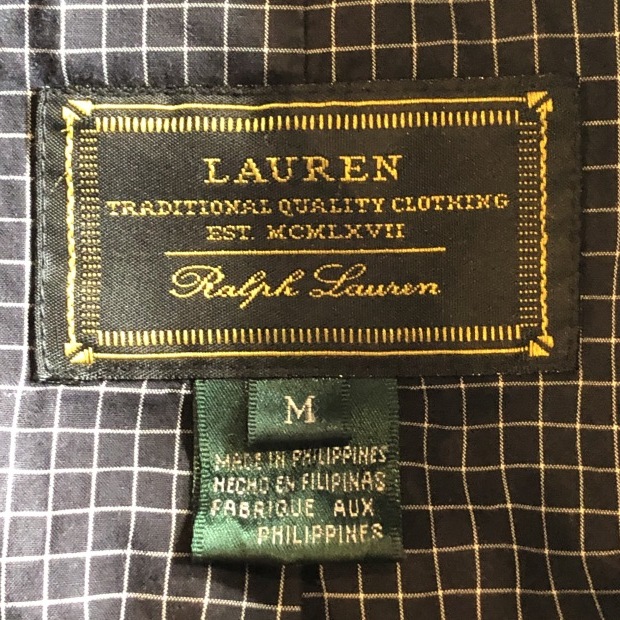 LAUREN
TRADITIONAL QUALITY CLOTHING
EST. MCMLXVII
Ralph Lauren
M
MADE IN PHILIPPINES
HECHO EN FILIPINAS
FABRIQUE AUX
PHILIPPINES